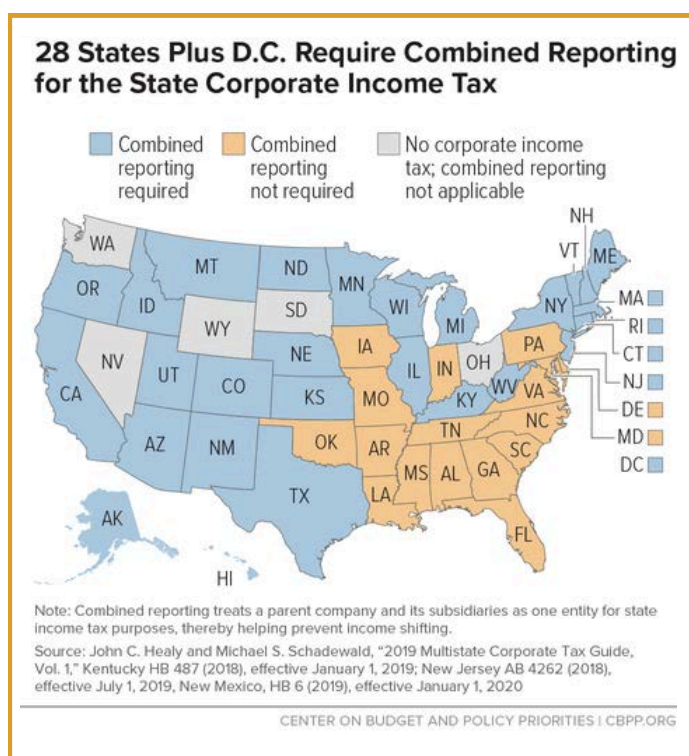 28 States Plus D.C. Require Combined Reporting
for the State Corporate Income Tax
Combined
reporting
required
Combined
reporting
not required
No corporate income
tax; combined reporting
not applicable
NH
WA
VT
ME
MT
ND
MN
OR
ID
WI
NY
MA
SD
MI
RI
WY
IA
PA
CT
NE
NV
OH
IL
IN
NJ
UT
CO
WV
VA
CA
KS
MO
KY
DE
NC
MD
TN
OK
AZ
NM
AR
SC
DC
MS
AL
GA
TX
LA
AK
FL
HI
Note: Combined reporting treats a parent company and its subsidiaries as one entity for state
income tax purposes, thereby helping prevent income shifting.
Source: John C. Healy and Michael S. Schadewald, “2019 Multistate Corporate Tax Guide,
Vol. 1,” Kentucky HB 487 (2018), effective January 1, 2019; New Jersey AB 4262 (2018),
effective July 1, 2019, New Mexico, HB 6 (2019), effective January 1, 2020
CENTER ON BUDGET AND POLICY PRIORITIES | CBPP.ORG